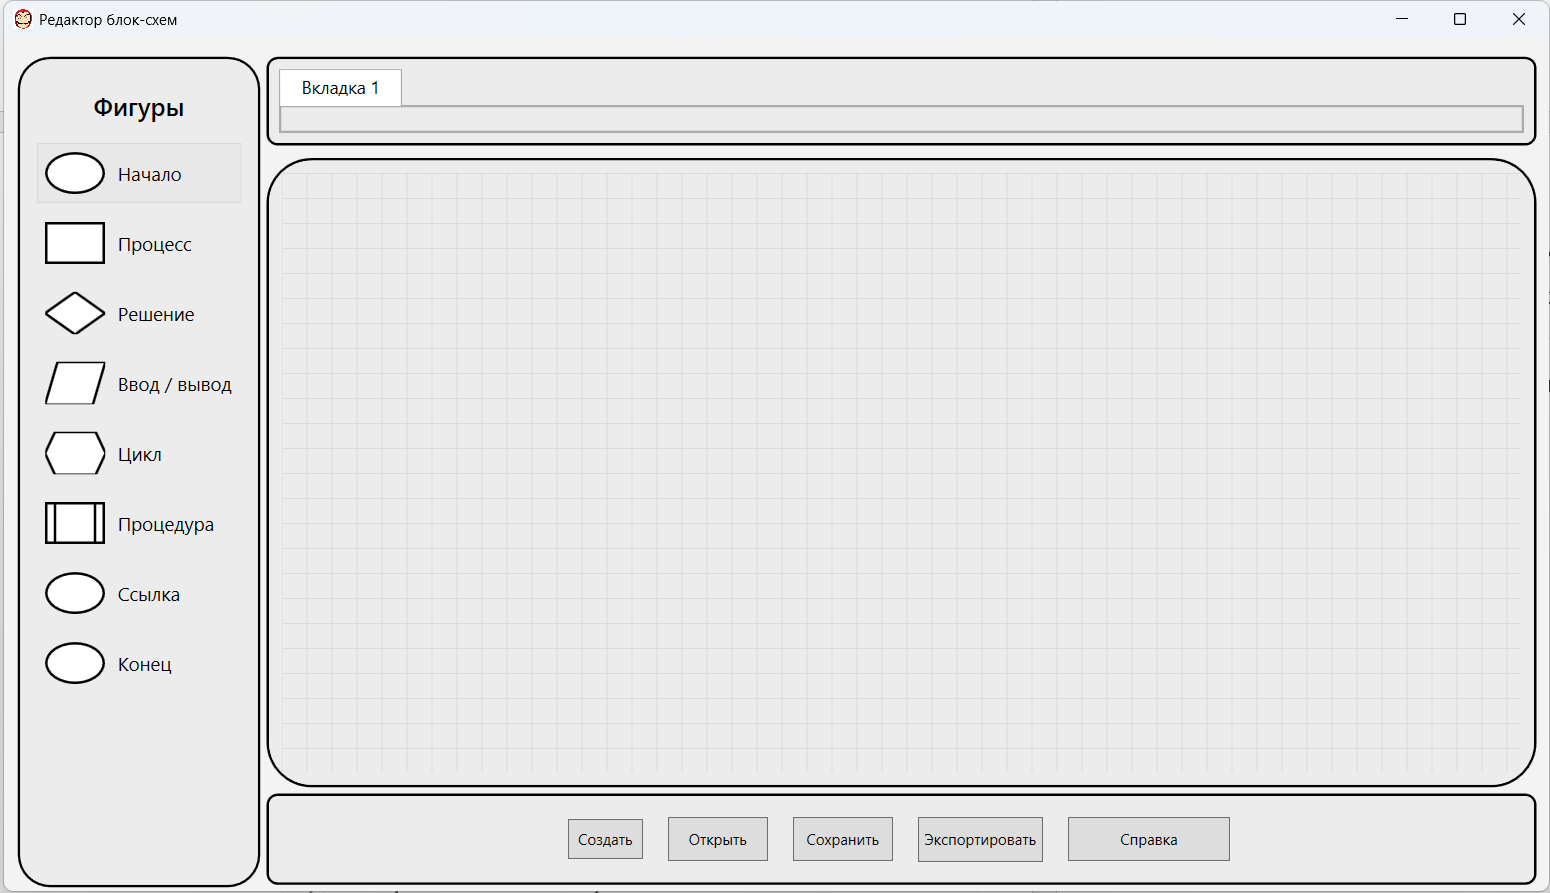 Редактор блок-схем
Фигуры
Начало
Процесс
Решение
Ввод / вывод
Цикл
Процедура
Ссылка
Конец
Вкладка 1
Создать
Открыть
Сохранить
Экспортировать
Справка